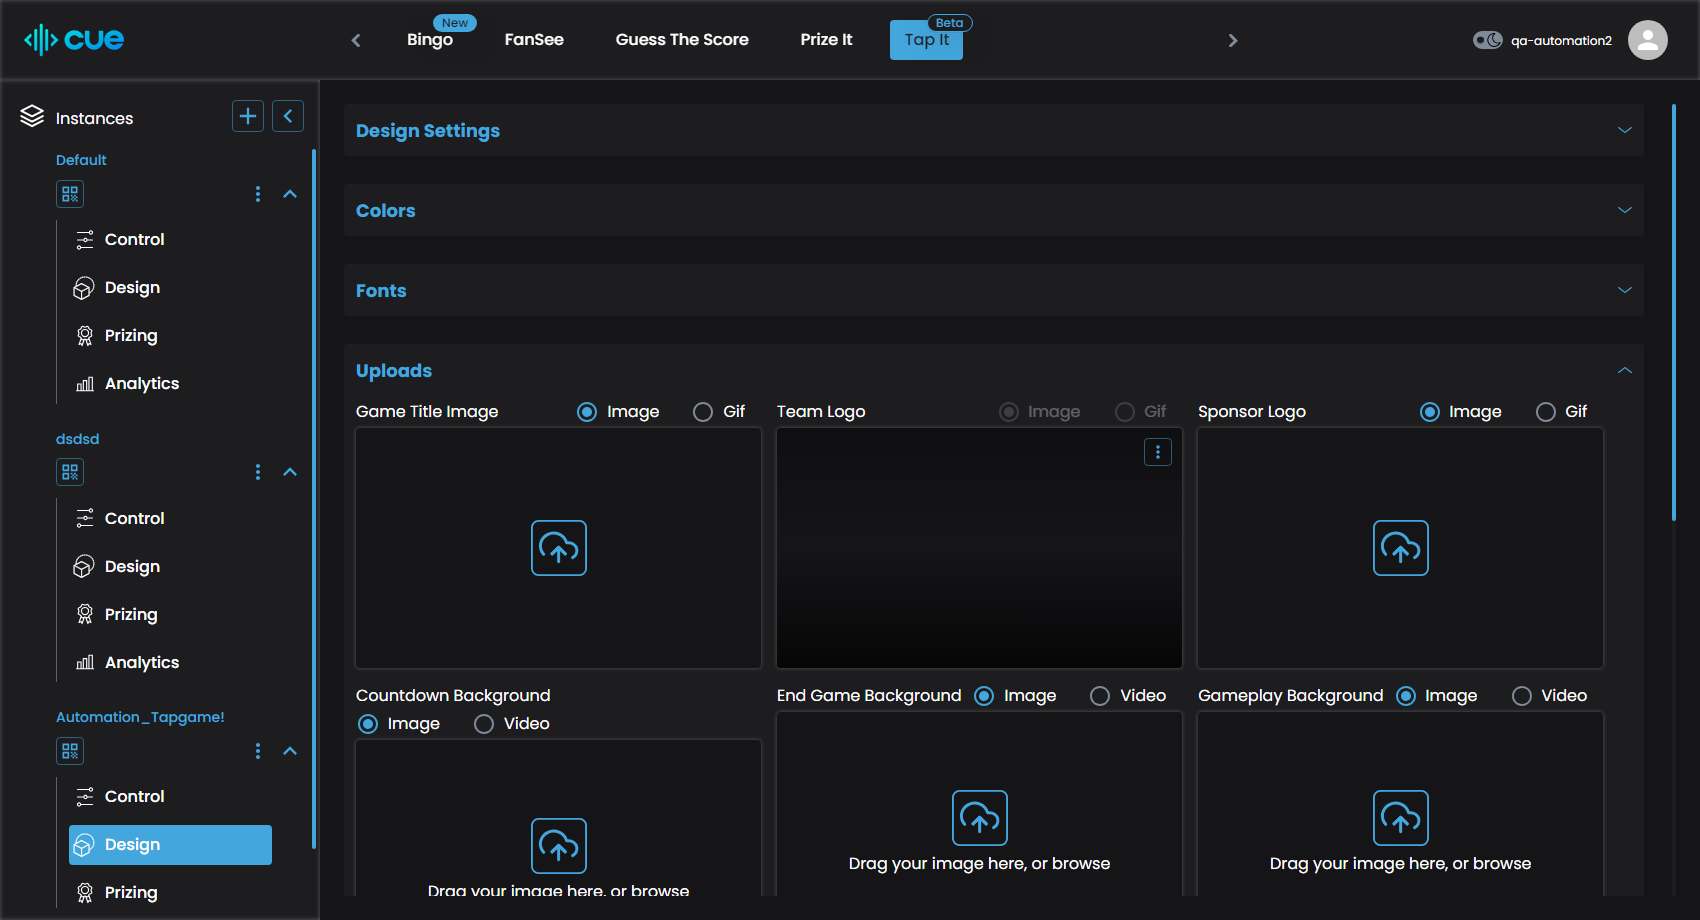 cue
New
Bingo
FanSee
Guess The Score
Prize It
Beta
Tap It
qa-automation2
Instances
Default
Control
Design
Prizing
Analytics
dsdsd
Control
Design
Prizing
Analytics
Automation_Tapgame!
Control
Design
Prizing
Design Settings
Colors
Fonts
Uploads
Game Title Image Image Gif
Team Logo Image Gif
Sponsor Logo Image Gif
Countdown Background
Image Video
Drag your image here, or browse
End Game Background Image Video
Drag your image here, or browse
Gameplay Background Image Video
Drag your image here, or browse